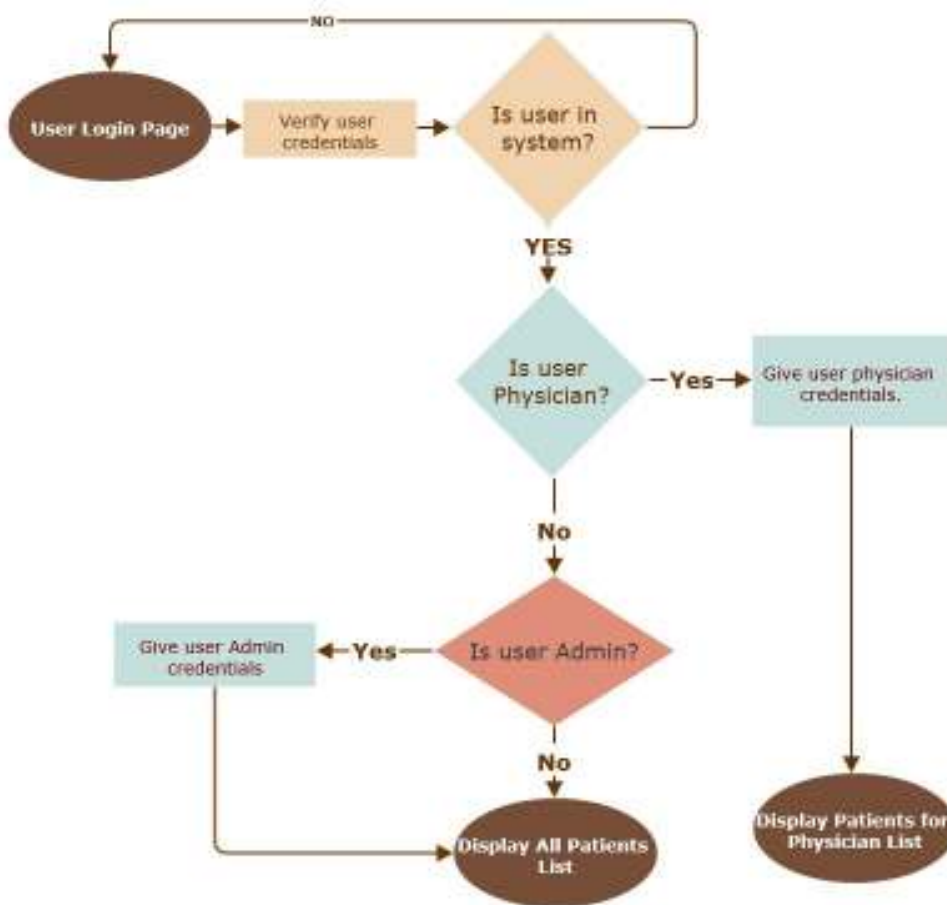 NO
User Login Page
Verify user
credentials
Is user in
system?
YES
Is user
Physician?
Yes
Give user physician
credentials.
No
Is user Admin?
Yes
Give user Admin
credentials
No
Display All Patients
List
Display Patients for
Physician List